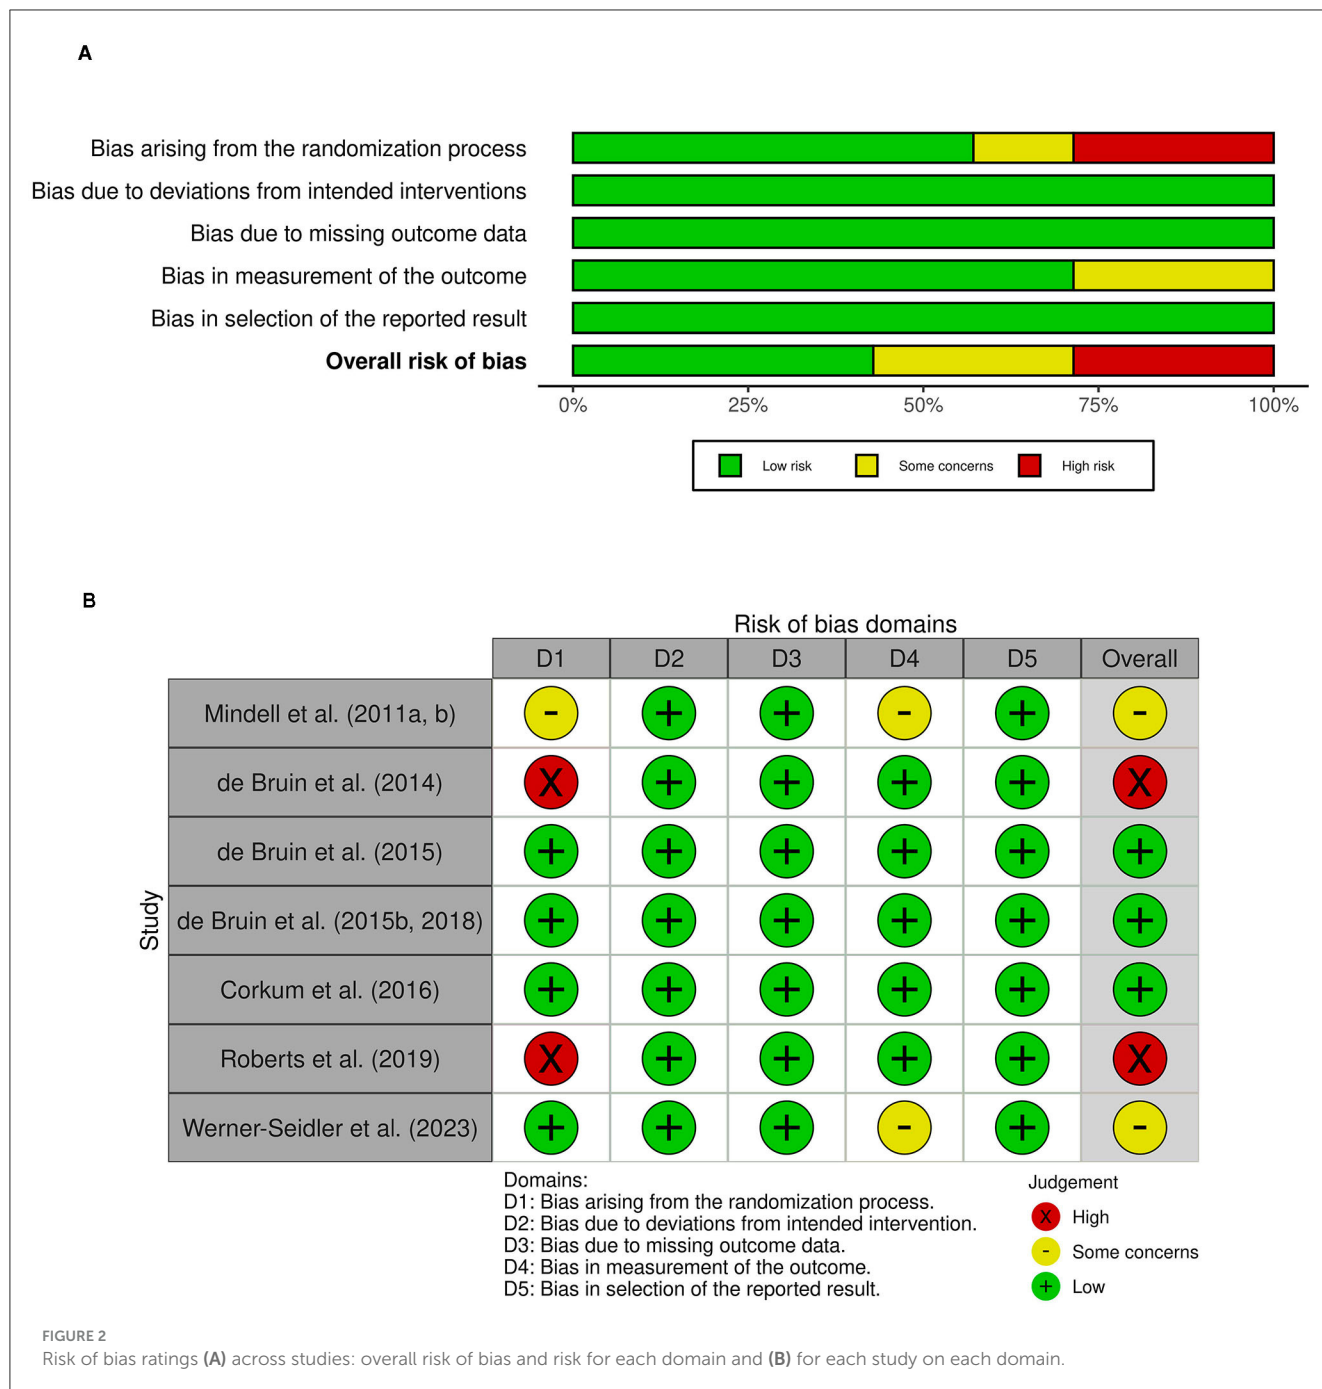 A
Bias arising from the randomization process
Bias due to deviations from intended interventions
Bias due to missing outcome data
Bias in measurement of the outcome
Bias in selection of the reported result
Overall risk of bias
0% 25% 50% 75% 100%
Low risk Some concerns High risk
B
Risk of bias domains
D1 D2 D3 D4 D5 Overall
Study
Mindell et al. (2011a, b) - + + - + -
de Bruin et al. (2014) X + + + + X
de Bruin et al. (2015) + + + + + +
de Bruin et al. (2015b, 2018) + + + + + +
Corkum et al. (2016) + + + + + +
Roberts et al. (2019) X + + + + X
Werner-Seidler et al. (2023) + + + - + -
Domains:
D1: Bias arising from the randomization process.
D2: Bias due to deviations from intended intervention.
D3: Bias due to missing outcome data.
D4: Bias in measurement of the outcome.
D5: Bias in selection of the reported result.
Judgement
X High
- Some concerns
+ Low
FIGURE 2
Risk of bias ratings (A) across studies: overall risk of bias and risk for each domain and (B) for each study on each domain.